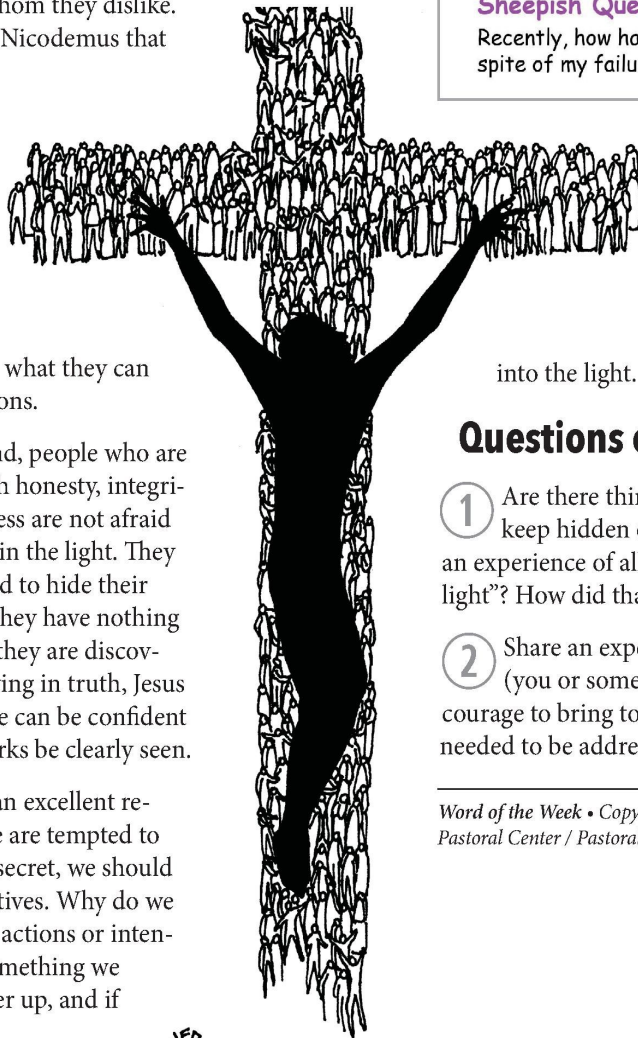 whom they dislike.
Nicodemus that
what they can
ons.
nd, people who are
h honesty, integri-
ess are not afraid
in the light. They
d to hide their
they have nothing
they are discov-
ing in truth, Jesus
e can be confident
rks be clearly seen.
an excellent re-
e are tempted to
secret, we should
tives. Why do we
actions or inten-
mething we
er up, and if
Sheepish Que
Recently, how ha
spite of my failu
into the light.
Questions
1 Are there thin
keep hidden
an experience of al
light”? How did tha
2 Share an expe
(you or some
courage to bring to
needed to be addre
Word of the Week • Copy
Pastoral Center / Pastora